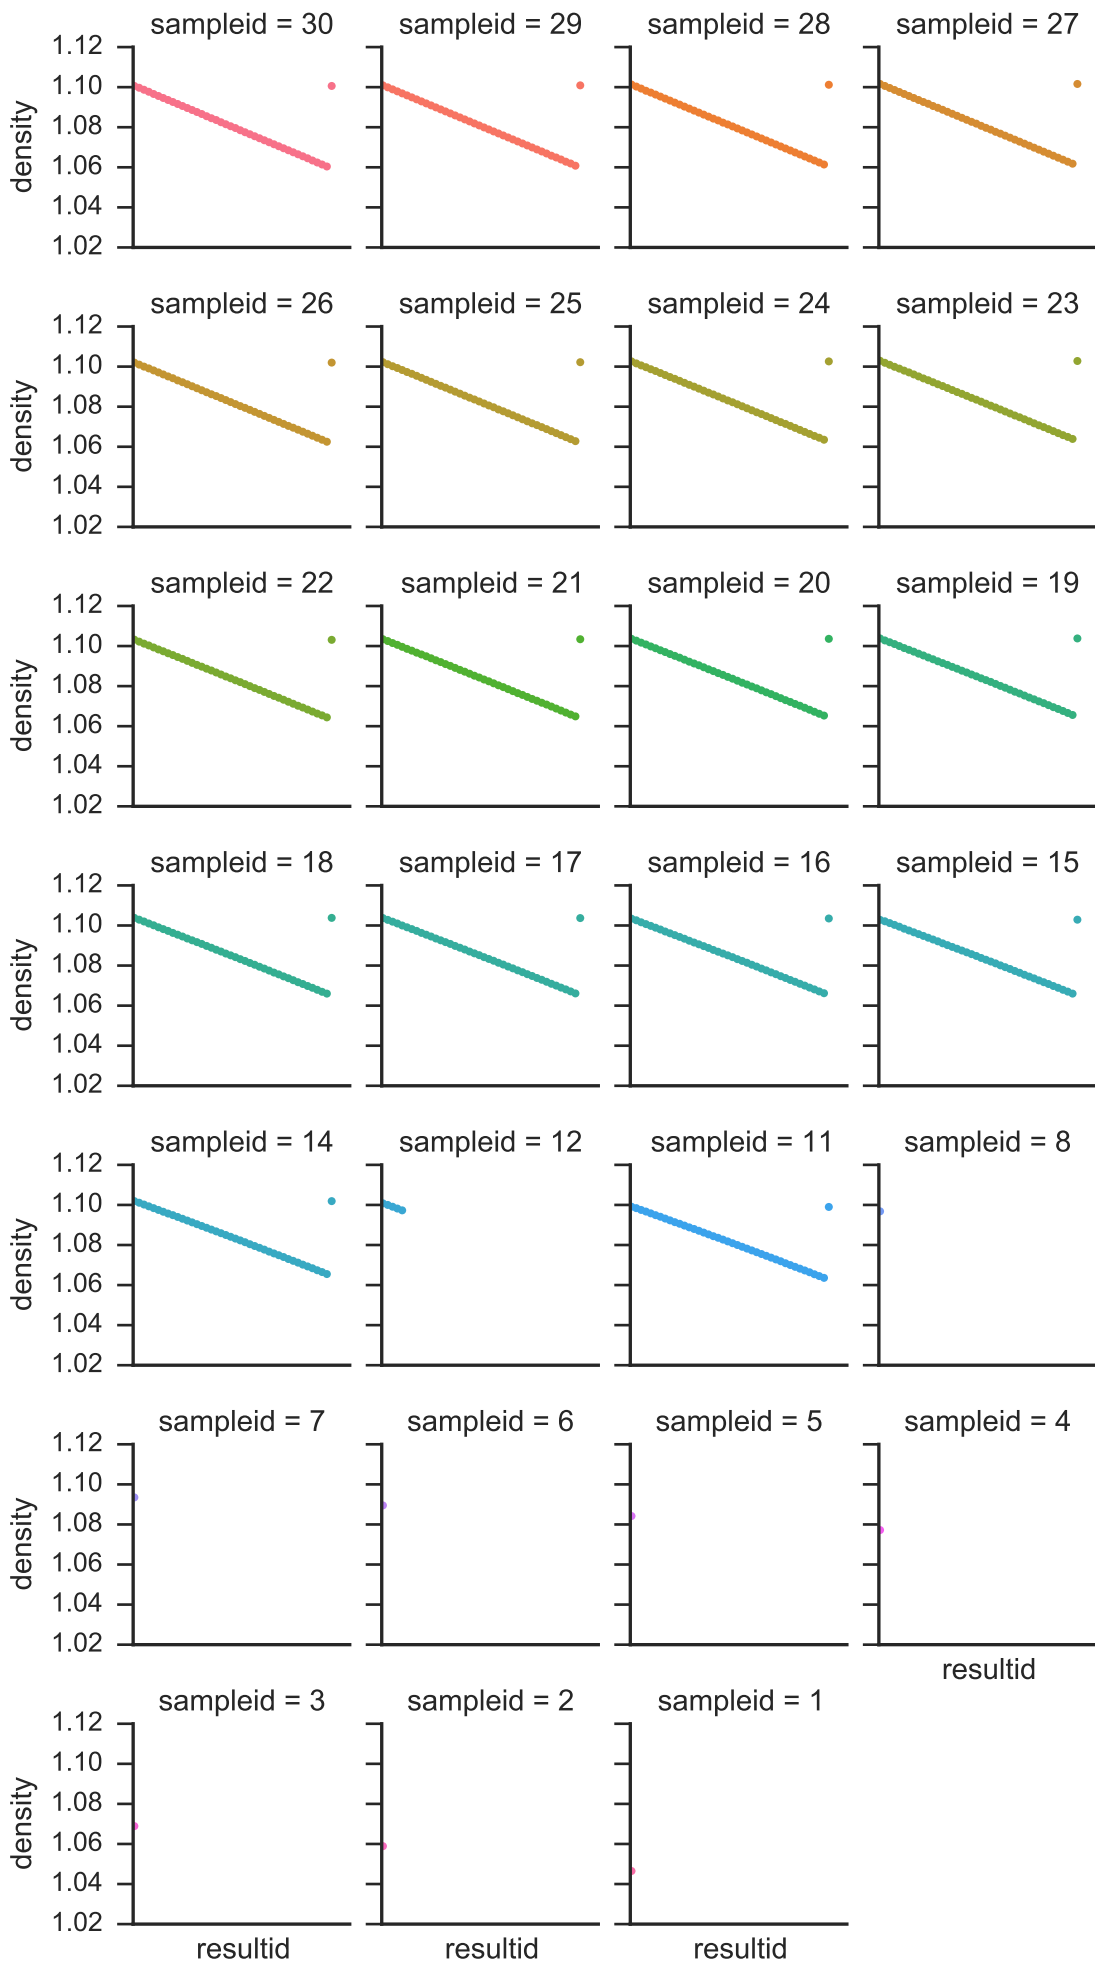 sampleid = 30 sampleid = 29 sampleid = 28 sampleid = 27
1.12
1.10
1.08
1.06
1.04
1.02
density
sampleid = 26 sampleid = 25 sampleid = 24 sampleid = 23
1.12
1.10
1.08
1.06
1.04
1.02
density
sampleid = 22 sampleid = 21 sampleid = 20 sampleid = 19
1.12
1.10
1.08
1.06
1.04
1.02
density
sampleid = 18 sampleid = 17 sampleid = 16 sampleid = 15
1.12
1.10
1.08
1.06
1.04
1.02
density
sampleid = 14 sampleid = 12 sampleid = 11 sampleid = 8
1.12
1.10
1.08
1.06
1.04
1.02
density
sampleid = 7 sampleid = 6 sampleid = 5 sampleid = 4
1.12
1.10
1.08
1.06
1.04
1.02
density
resultid
sampleid = 3 sampleid = 2 sampleid = 1
1.12
1.10
1.08
1.06
1.04
1.02
density
resultid resultid resultid